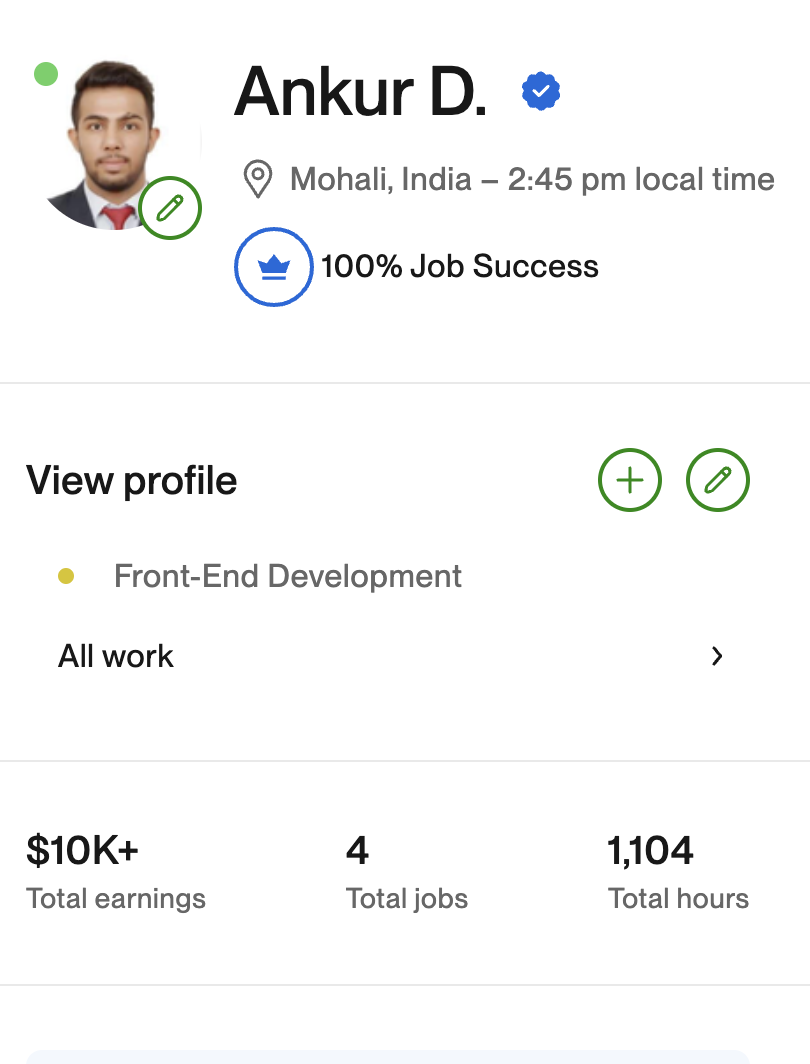 Ankur D.
Mohali, India – 2:45 pm local time
100% Job Success
View profile
Front-End Development
All work
$10K+ 4 1,104
Total earnings Total jobs Total hours